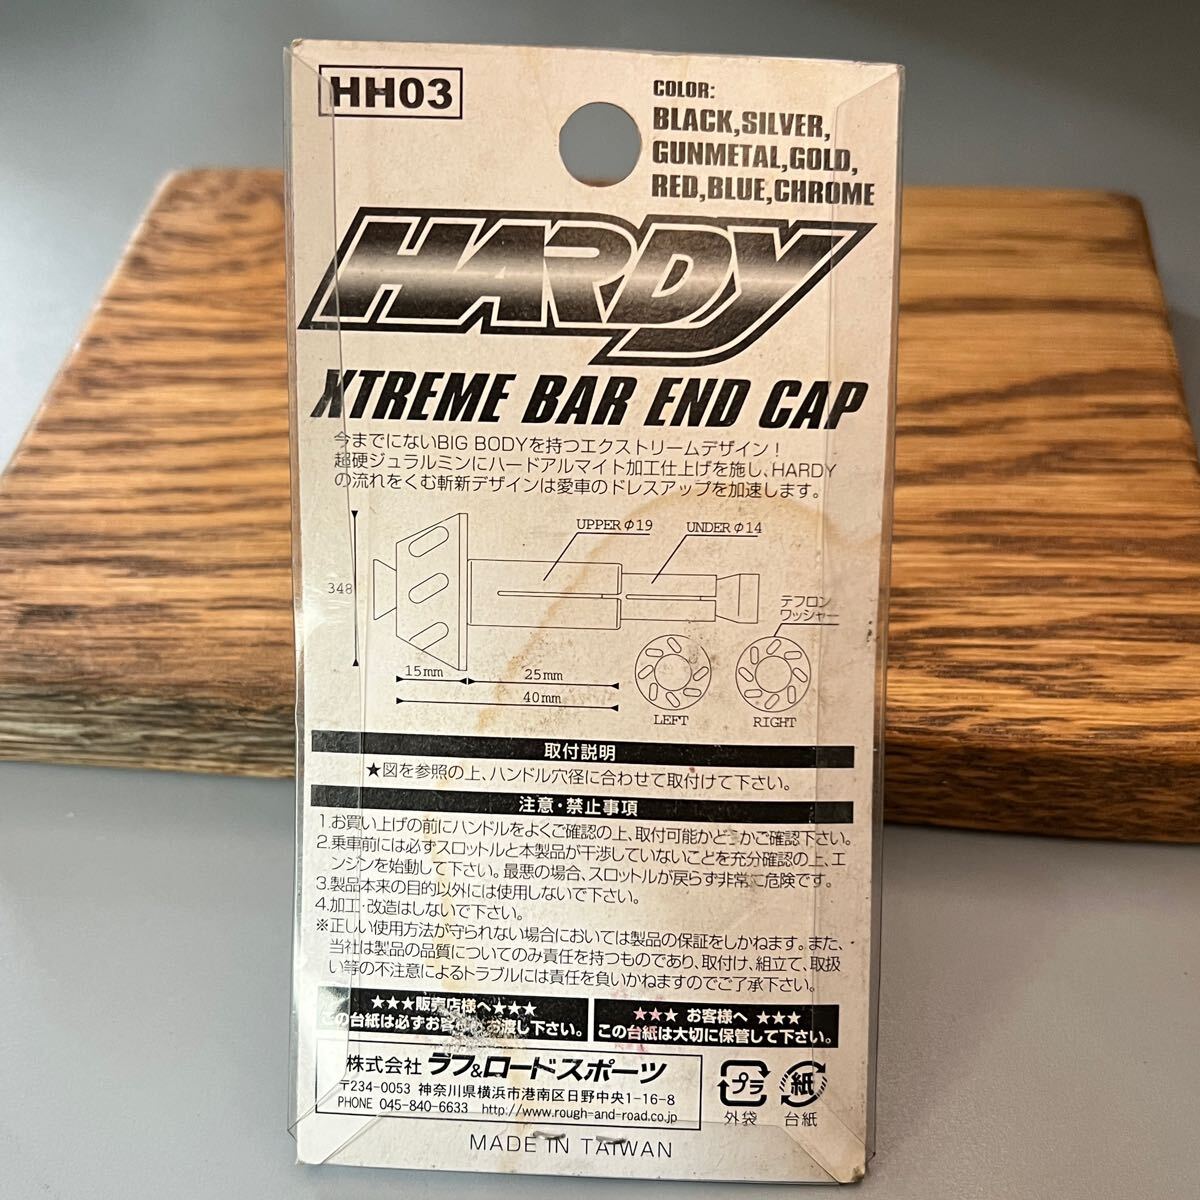 HH03
COLOR:
BLACK,SILVER,
GUNMETAL,GOLD,
RED,BLUE,CHROME
HARDY
XTREME BAR END CAP
今までにないBIG BODYを持つエクストリームデザイン!
超硬ジュラルミンにハードアルマイト加工仕上げを施し、HARDY
の流れをくむ斬新デザインは愛車のドレスアップを加速します。
UPPERφ19
UNDERφ14
348
テフロン
ワッシャー
15mm
25mm
40mm
LEFT
RIGHT
取付説明
★図を参照の上、ハンドル穴径に合わせて取付けて下さい。
注意・禁止事項
1.お買い上げの前にハンドルをよくご確認の上、取付可能かどうかご確認下さい。
2.乗車前には必ずスロットルと本製品が干渉していないことを充分確認の上、エ
ンジンを始動して下さい。最悪の場合、スロットルが戻らず非常に危険です。
3.製品本来の目的以外には使用しないで下さい。
4.加工・改造はしないで下さい。
※正しい使用方法が守られない場合においては製品の保証をしかねます。また、
当社は製品の品質についてのみ責任を持つものであり、取付け、組立て、取扱
い等の不注意によるトラブルには責任を負いかねますのでご了承下さい。
★★★販売店様へ★★★
この台紙は必ずお客様にお渡し下さい。
★★★ お客様へ ★★★
この台紙は大切に保管して下さい。
株式会社 ラフ&ロードスポーツ
〒234-0053 神奈川県横浜市港南区日野中央1-16-8
PHONE 045-840-6633 http://www.rough-and-road.co.jp
プラ
外袋
紙
台紙
MADE IN TAIWAN